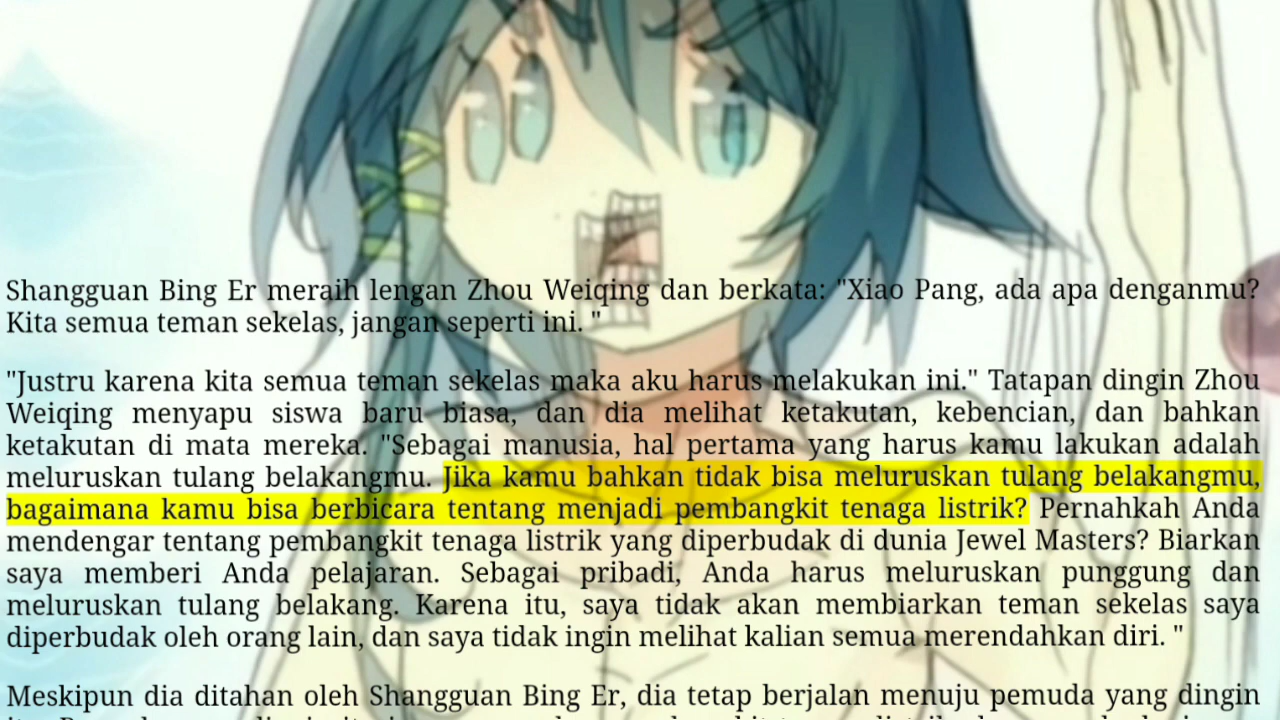 Shangguan Bing Er meraih lengan Zhou Weiqing dan berkata: "Xiao Pang, ada apa denganmu?
Kita semua teman sekelas, jangan seperti ini. "
"Justru karena kita semua teman sekelas maka aku harus melakukan ini." Tatapan dingin Zhou
Weiqing menyapu siswa baru biasa, dan dia melihat ketakutan, kebencian, dan bahkan
ketakutan di mata mereka. "Sebagai manusia, hal pertama yang harus kamu lakukan adalah
meluruskan tulang belakangmu. Jika kamu bahkan tidak bisa meluruskan tulang belakangmu,
bagaimana kamu bisa berbicara tentang menjadi pembangkit tenaga listrik? Pernahkah Anda
mendengar tentang pembangkit tenaga listrik yang diperbudak di dunia Jewel Masters? Biarkan
saya memberi Anda pelajaran. Sebagai pribadi, Anda harus meluruskan punggung dan
meluruskan tulang belakang. Karena itu, saya tidak akan membiarkan teman sekelas saya
diperbudak oleh orang lain, dan saya tidak ingin melihat kalian semua merendahkan diri. "
Meskipun dia ditahan oleh Shangguan Bing Er, dia tetap berjalan menuju pemuda yang dingin